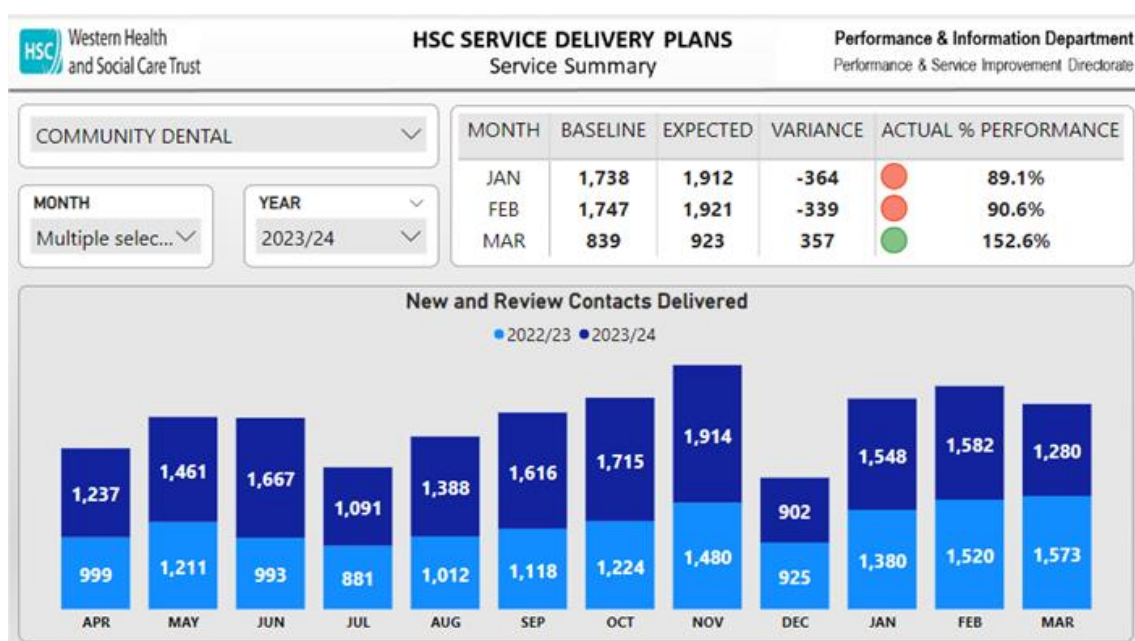 HSC
Western Health
and Social Care Trust
HSC SERVICE DELIVERY PLANS
Service Summary
Performance & Information Department
Performance & Service Improvement Directorate
COMMUNITY DENTAL
MONTH
Multiple selec...
YEAR
2023/24
MONTH BASELINE EXPECTED VARIANCE ACTUAL % PERFORMANCE
JAN 1,738 1,912 -364 89.1%
FEB 1,747 1,921 -339 90.6%
MAR 839 923 357 152.6%
New and Review Contacts Delivered
2022/23 2023/24
1,237 1,461 1,667 1,091 1,388 1,616 1,715 1,914 902 1,548 1,582 1,280
999 1,211 993 881 1,012 1,118 1,224 1,480 925 1,380 1,520 1,573
APR MAY JUN JUL AUG SEP OCT NOV DEC JAN FEB MAR